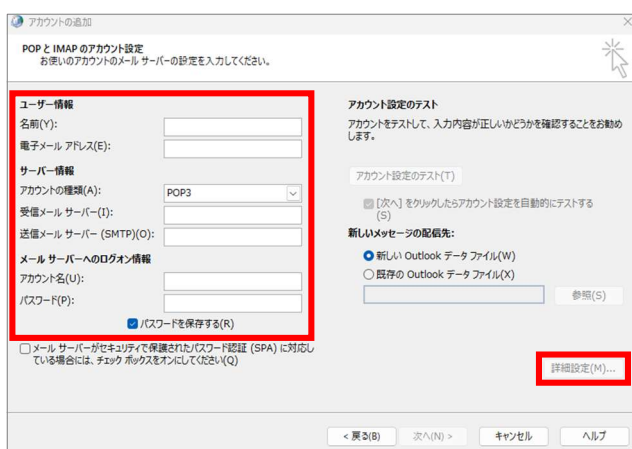 アカウントの追加
POP と IMAP のアカウント設定
お使いのアカウントのメール サーバーの設定を入力してください。
ユーザー情報
名前(Y):
電子メール アドレス(E):
サーバー情報
アカウントの種類(A):
POP3
受信メール サーバー(I):
送信メール サーバー (SMTP)(O):
メール サーバーへのログオン情報
アカウント名(U):
パスワード(P):
パスワードを保存する(R)
メール サーバーがセキュリティで保護されたパスワード認証 (SPA) に対応し
ている場合には、チェック ボックスをオンにしてください(Q)
アカウント設定のテスト
アカウントをテストして、入力内容が正しいかどうかを確認することをお勧め
します。
アカウント設定のテスト(T)
[次へ] をクリックしたらアカウント設定を自動的にテストする
(S)
新しいメッセージの配信先:
新しい Outlook データ ファイル(W)
既存の Outlook データ ファイル(X)
参照(S)
詳細設定(M)...
< 戻る(B)
次へ(N) >
キャンセル
ヘルプ